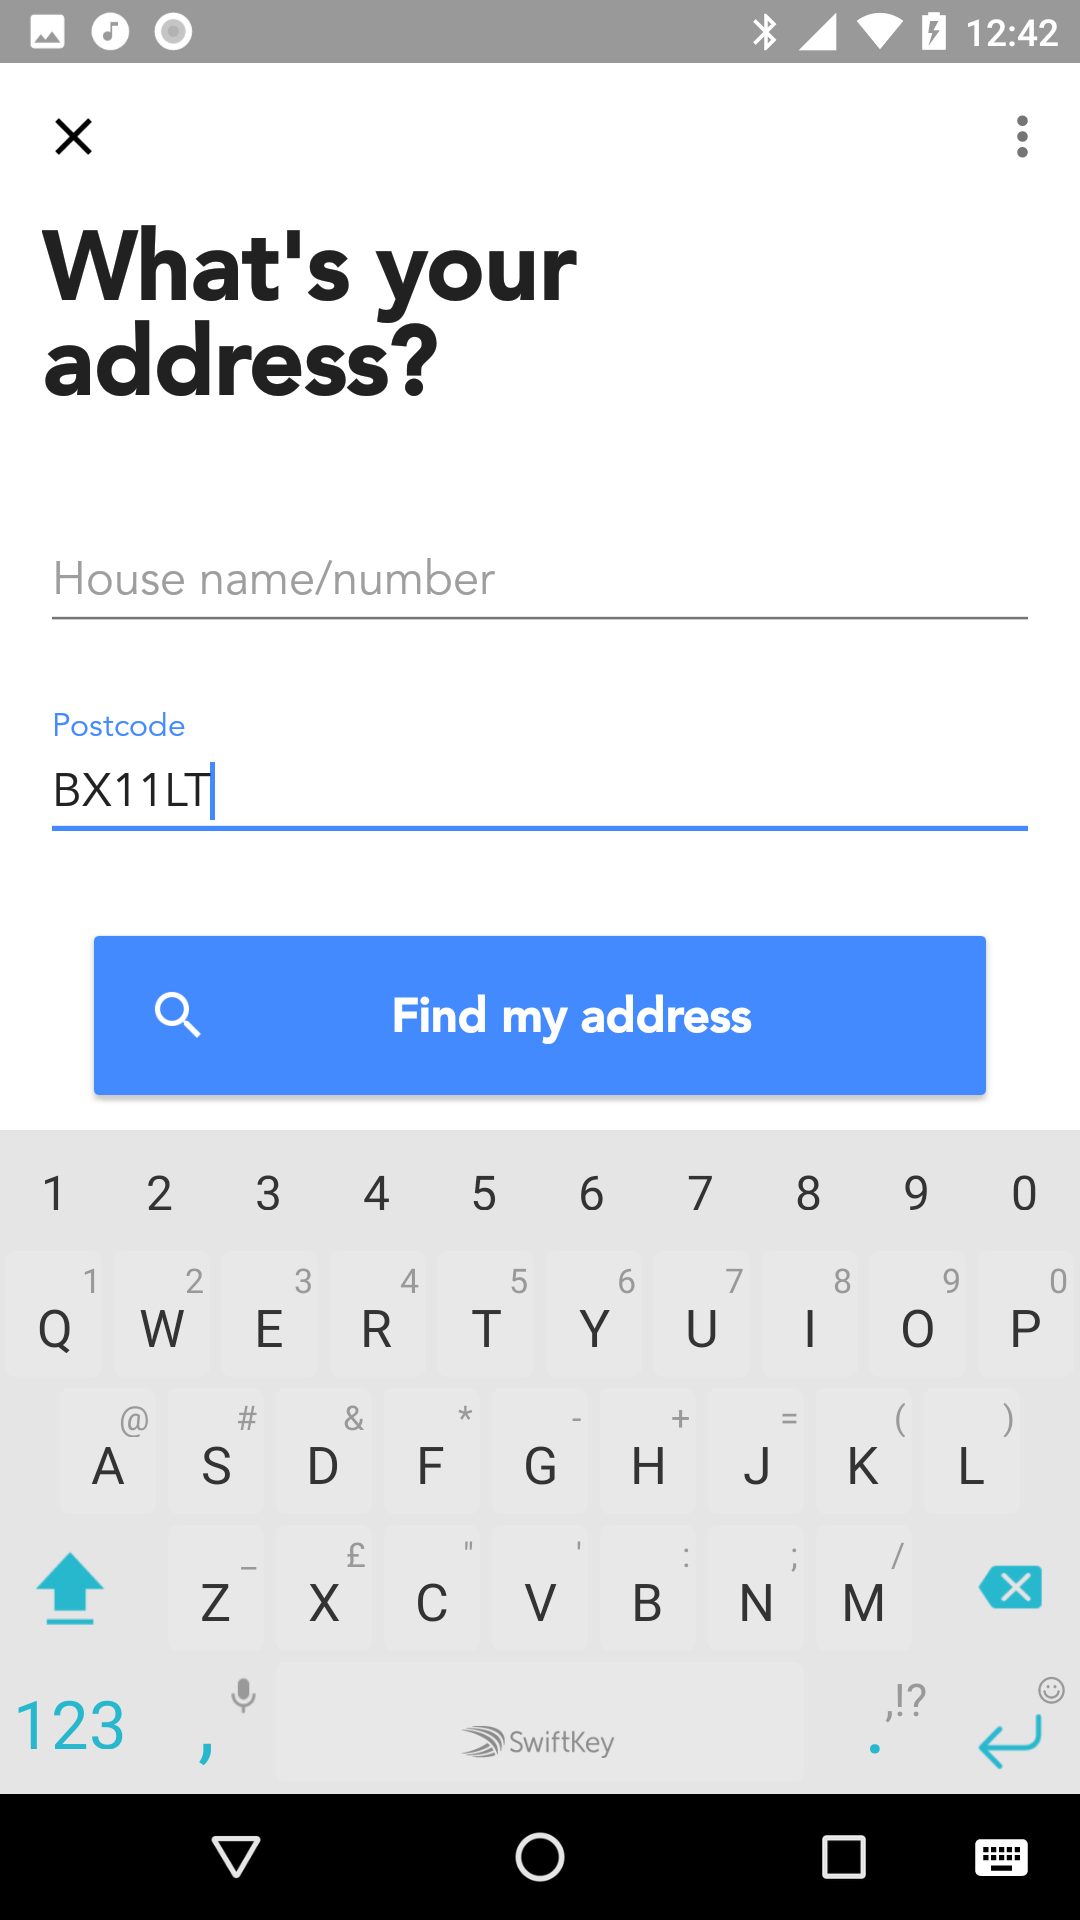 12:42
What's your
address?
House name/number
Postcode
BX11LT
Find my address
1 2 3 4 5 6 7 8 9 0
1 2 3 4 5 6 7 8 9 0
Q W E R T Y U I O P
@ # & * - + = ( )
A S D F G H J K L
_ £ " ' : ; /
Z X C V B N M
,!?
123 , SwiftKey .